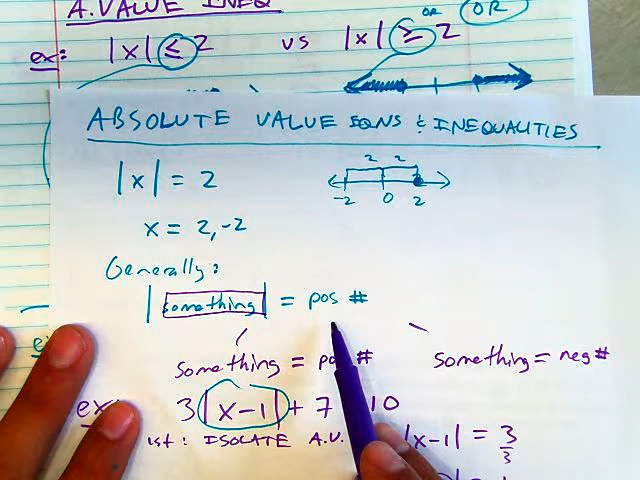 A. VALUE INEQ
OR OR
ex: |x| ≤ 2 vs |x| ≥ 2
ABSOLUTE VALUE EQNS & INEQUALITIES
|x| = 2
2 2
-2 0 2
x = 2, -2
Generally:
|something| = pos #
something = pos # something = neg #
ex: 3|x-1| + 7 10
1st: ISOLATE A.V. |x-1| = 3/3